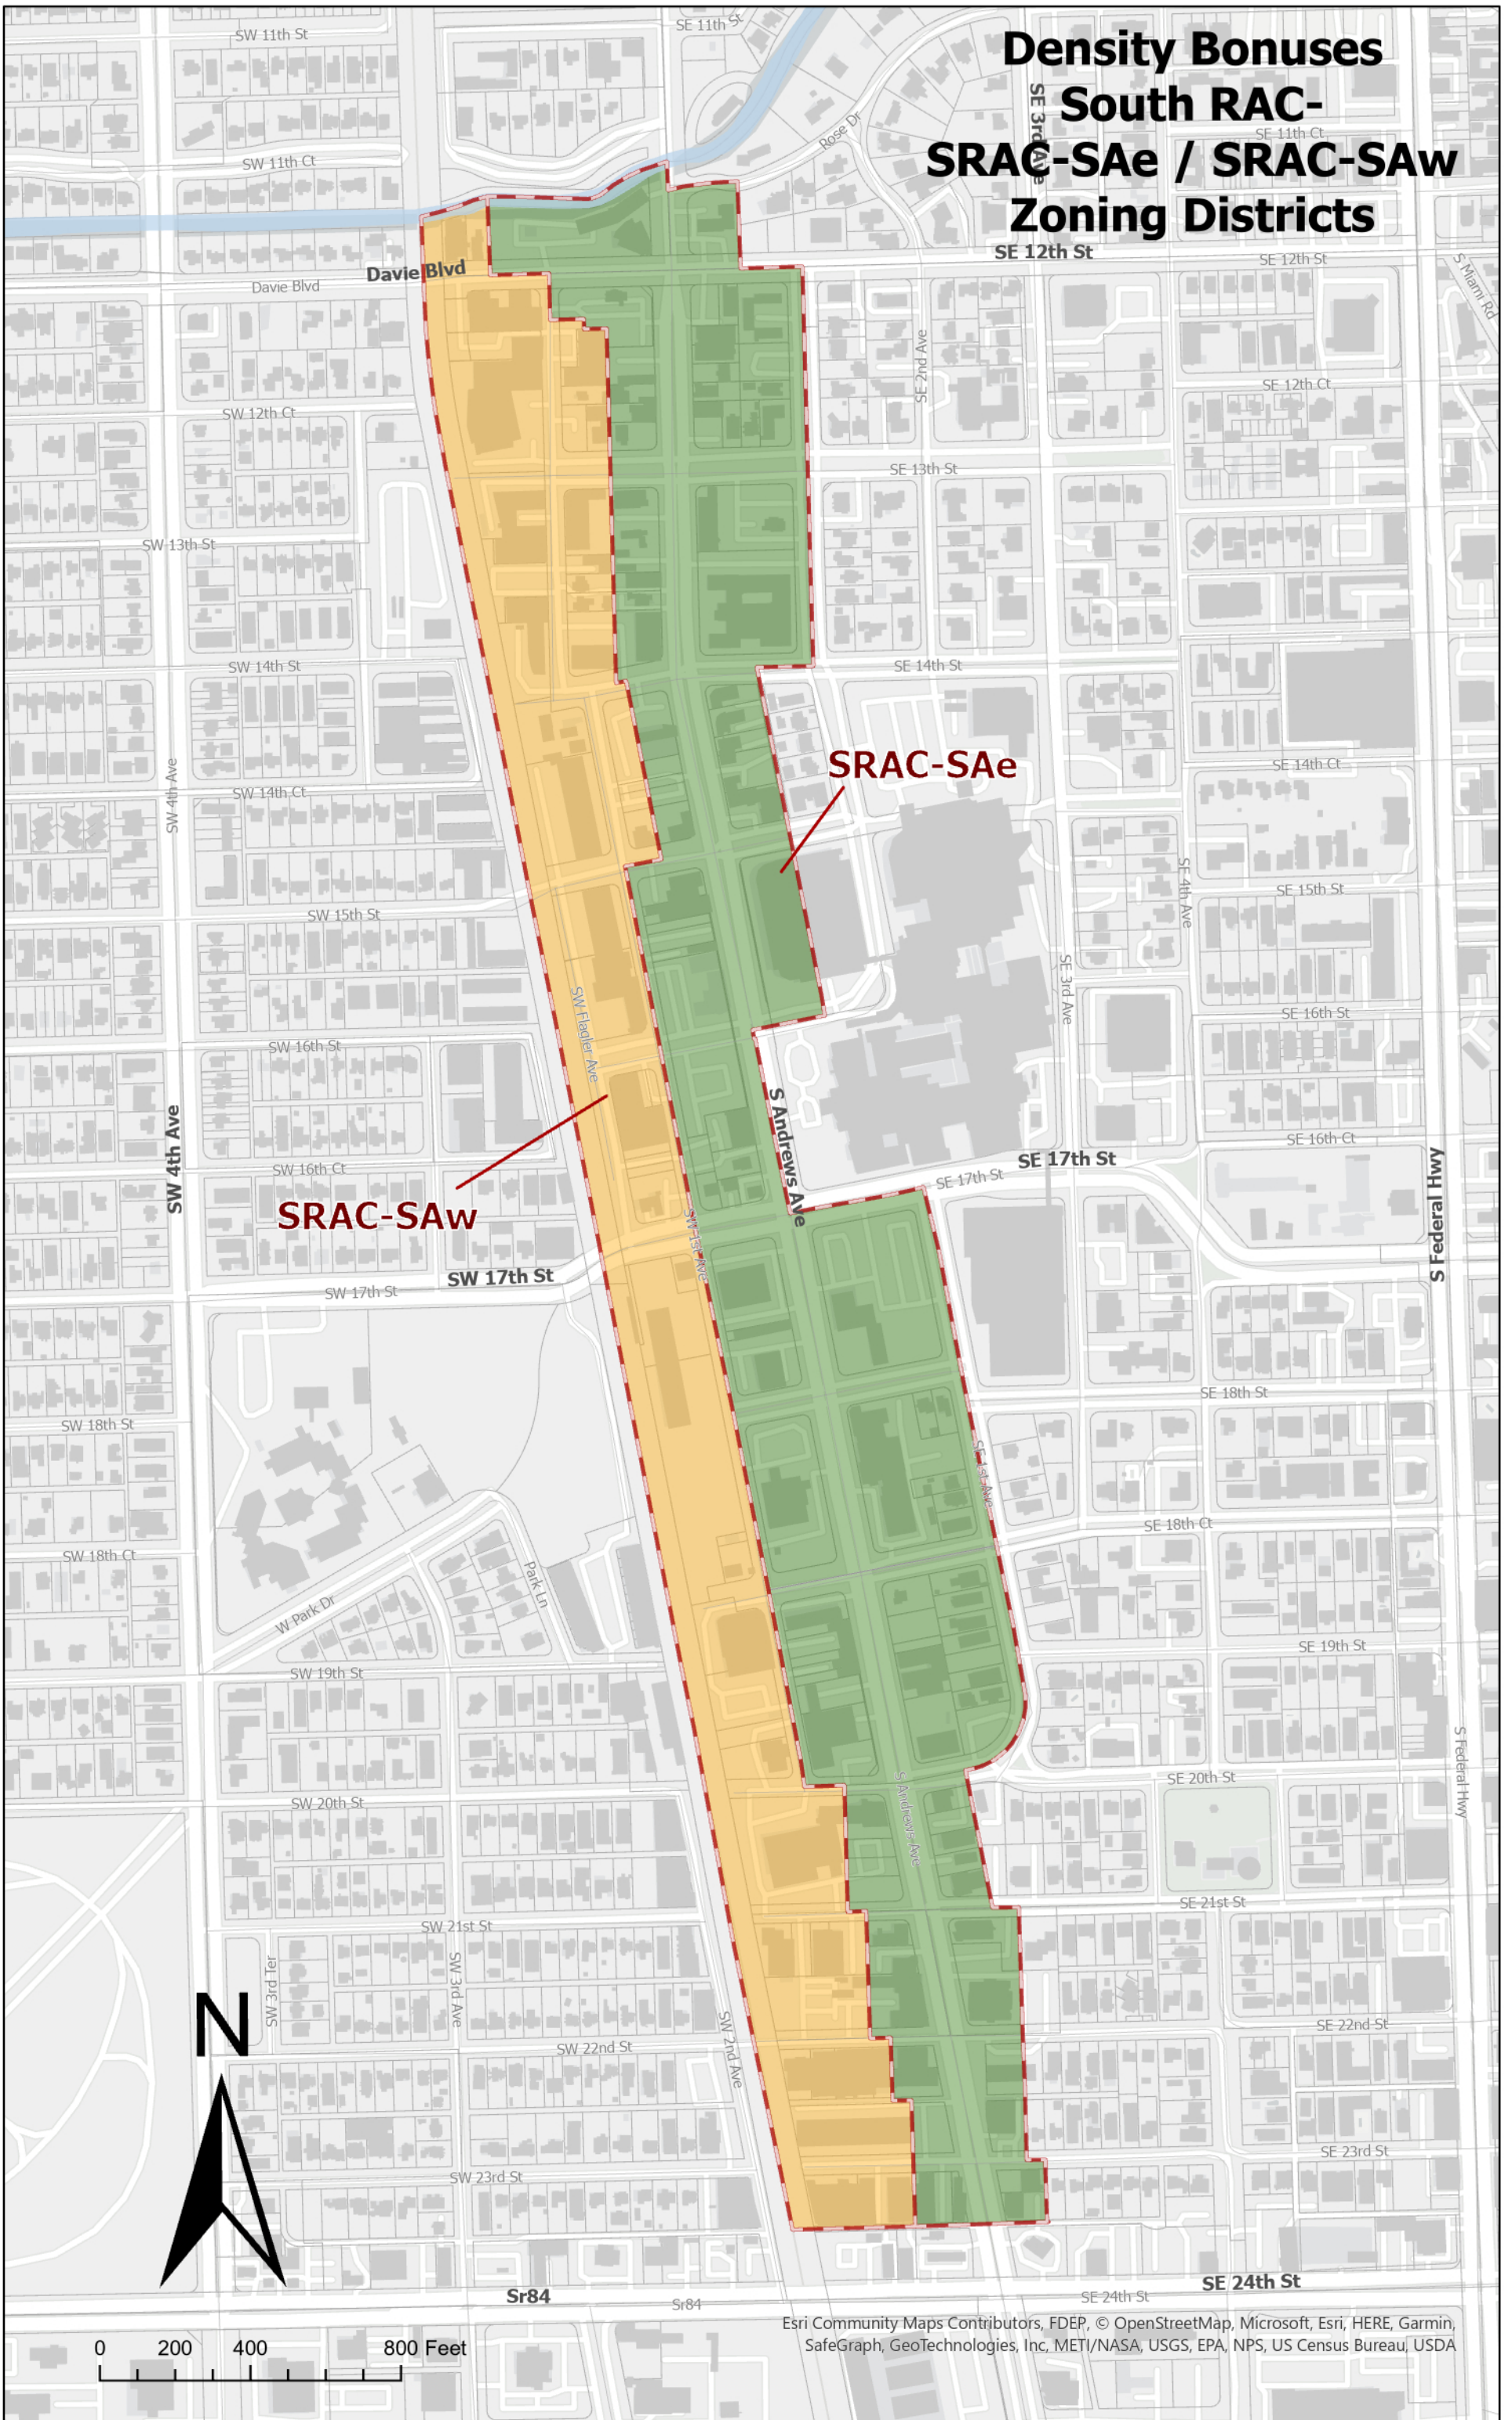 SW 11th St
SE 11th St
Density Bonuses
South RAC-
SRAC-SAe / SRAC-SAw
Zoning Districts
SE 3rd Ave
Rose Dr
SE 11th Ct
SW 11th Ct
SE 12th St
SE 12th St
S Miami Rd
Davie Blvd
Davie Blvd
SE 2nd Ave
SE 12th Ct
SW 12th Ct
SE 13th St
SW 13th St
SW 14th St
SE 14th St
SRAC-SAe
SE 14th Ct
SW 4th Ave
SW 14th Ct
SE 4th Ave
SE 15th St
SW 15th St
SE 3rd Ave
SE 16th St
SW Flagler Ave
SW 16th St
S Andrews Ave
SE 16th Ct
SW 4th Ave
SW 16th Ct
SE 17th St
SE 17th St
S Federal Hwy
SRAC-SAw
SW 1st Ave
SW 17th St
SW 17th St
SE 18th St
SW 18th St
SE 1st Ave
SE 18th Ct
SW 18th Ct
Park Ln
W Park Dr
SE 19th St
SW 19th St
S Federal Hwy
SE 20th St
SW 20th St
S Andrews Ave
SE 21st St
SW 21st St
SW 3rd Ter
SW 3rd Ave
N
SE 22nd St
SW 22nd St
SW 2nd Ave
SE 23rd St
SW 23rd St
SE 24th St
Sr84
Sr84
SE 24th St
Esri Community Maps Contributors, FDEP, © OpenStreetMap, Microsoft, Esri, HERE, Garmin,
SafeGraph, GeoTechnologies, Inc, METI/NASA, USGS, EPA, NPS, US Census Bureau, USDA
0 200 400 800 Feet